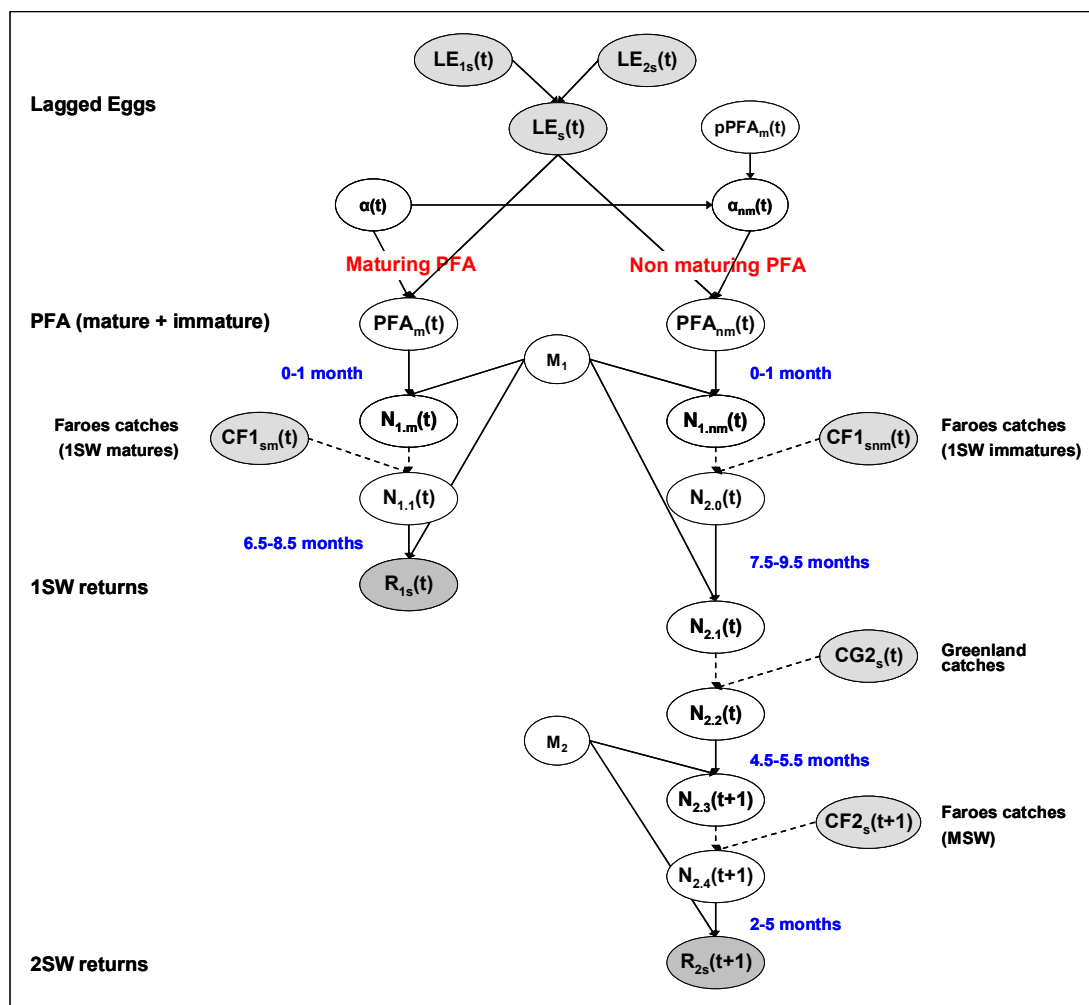 LE1s(t)
LE2s(t)
Lagged Eggs
LEs(t)
pPFAm(t)
α(t)
αnm(t)
Maturing PFA
Non maturing PFA
PFA (mature + immature)
PFAm(t)
PFAnm(t)
M1
0-1 month
0-1 month
N1.m(t)
N1.nm(t)
Faroes catches
(1SW matures)
CF1sm(t)
CF1snm(t)
Faroes catches
(1SW immatures)
N1.1(t)
N2.0(t)
6.5-8.5 months
7.5-9.5 months
1SW returns
R1s(t)
N2.1(t)
CG2s(t)
Greenland
catches
N2.2(t)
M2
4.5-5.5 months
N2.3(t+1)
CF2s(t+1)
Faroes catches
(MSW)
N2.4(t+1)
2-5 months
2SW returns
R2s(t+1)